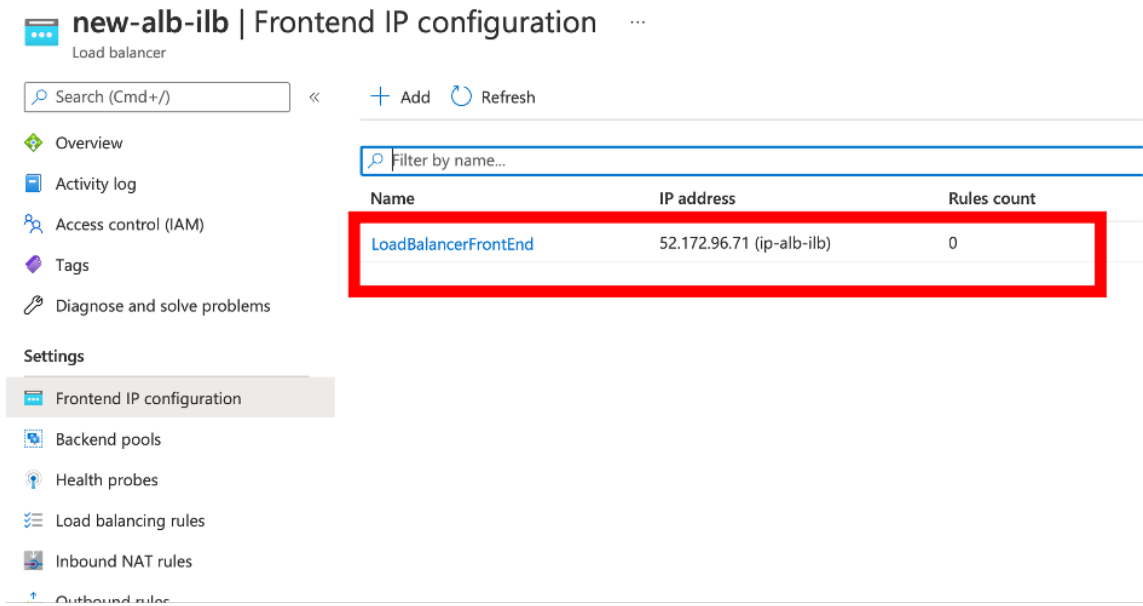 new-alb-ilb | Frontend IP configuration ...
Load balancer
Search (Cmd+/)
«
Add
Refresh
Overview
Activity log
Access control (IAM)
Tags
Diagnose and solve problems
Settings
Frontend IP configuration
Backend pools
Health probes
Load balancing rules
Inbound NAT rules
Outbound rules
Filter by name...
Name IP address Rules count
LoadBalancerFrontEnd 52.172.96.71 (ip-alb-ilb) 0